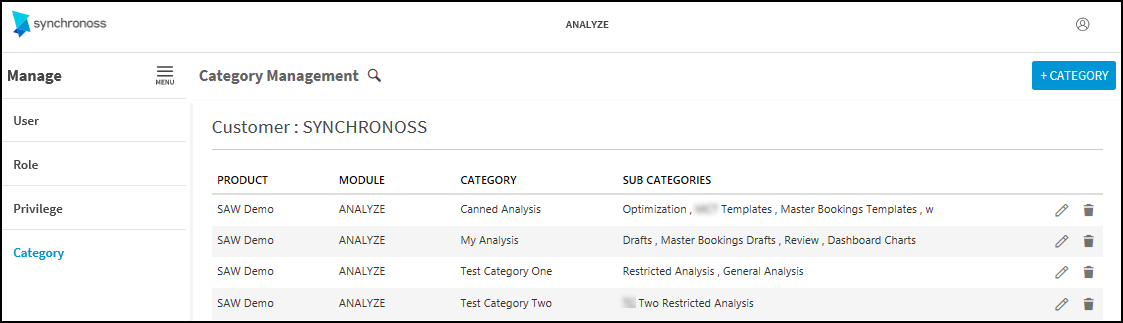 synchronoss
ANALYZE
Manage
MENU
Category Management
+ CATEGORY
User
Role
Privilege
Category
Customer : SYNCHRONOSS
PRODUCT MODULE CATEGORY SUB CATEGORIES
SAW Demo ANALYZE Canned Analysis Optimization , Templates , Master Bookings Templates , w
SAW Demo ANALYZE My Analysis Drafts , Master Bookings Drafts , Review , Dashboard Charts
SAW Demo ANALYZE Test Category One Restricted Analysis , General Analysis
SAW Demo ANALYZE Test Category Two Two Restricted Analysis